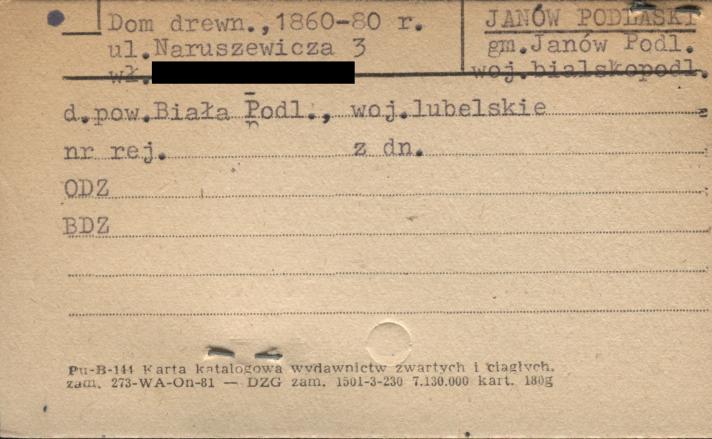 Dom drewn.,1860-80 r.
JANÓW PODLASKI
ul.Naruszewicza 3
gm.Janów Podl.
wł.
woj.bialskopodl.
d.pow.Biała Podl., woj.lubelskie
nr rej. z dn.
ODZ
BDZ
Pu-B-144 Karta katalogowa wydawnictw zwartych i ciągłych.
zam. 273-WA-On-81 — DZG zam. 1501-3-230 7.130.000 kart. 180g